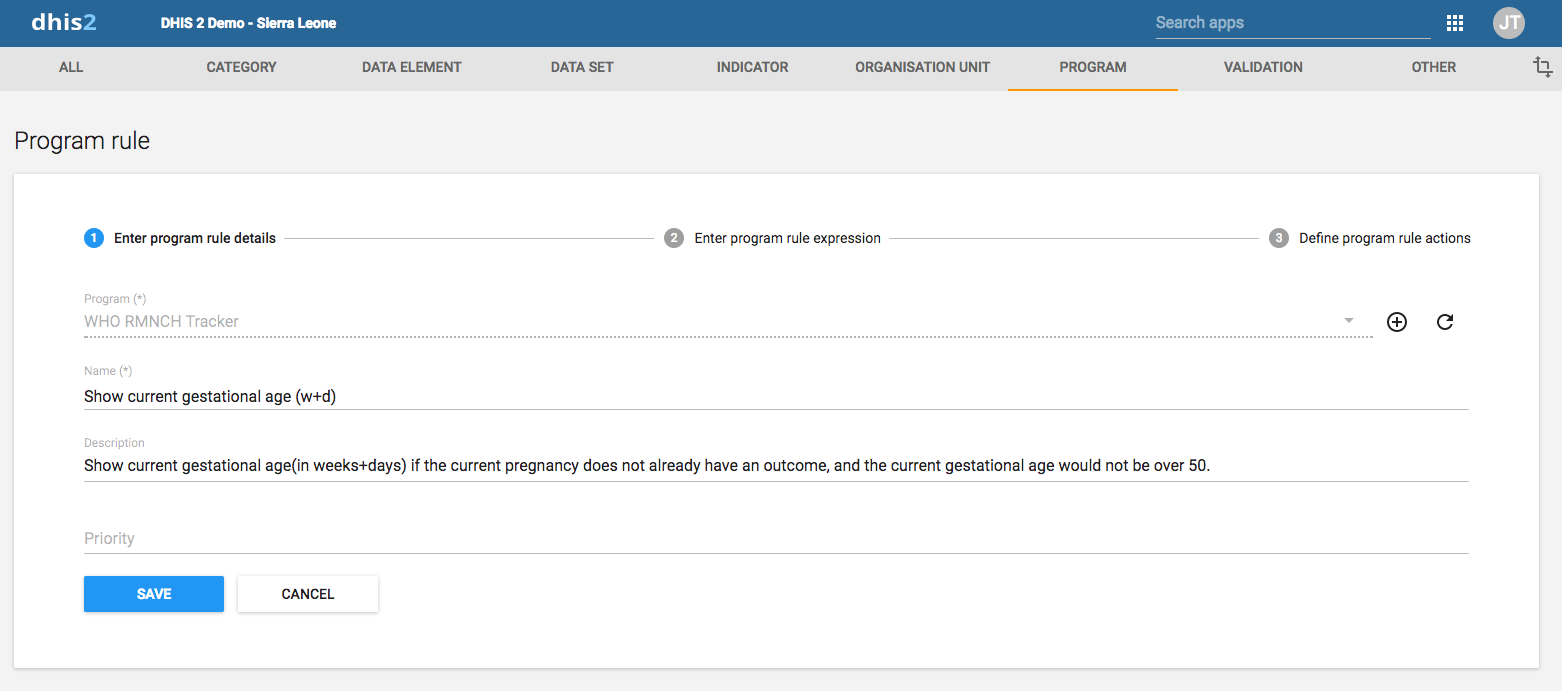 dhis2 DHIS 2 Demo - Sierra Leone Search apps JT
ALL CATEGORY DATA ELEMENT DATA SET INDICATOR ORGANISATION UNIT PROGRAM VALIDATION OTHER
Program rule
1 Enter program rule details 2 Enter program rule expression 3 Define program rule actions
Program (*)
WHO RMNCH Tracker
Name (*)
Show current gestational age (w+d)
Description
Show current gestational age(in weeks+days) if the current pregnancy does not already have an outcome, and the current gestational age would not be over 50.
Priority
SAVE CANCEL